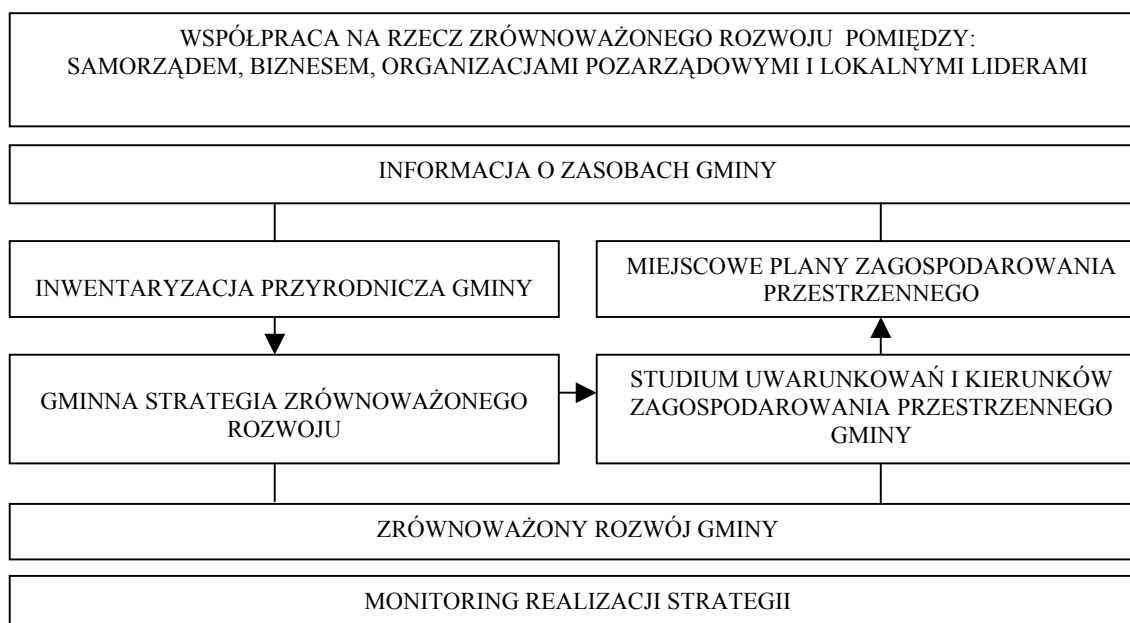 WSPÓŁPRACA NA RZECZ ZRÓWNOWAŻONEGO ROZWOJU POMIĘDZY:
SAMORZĄDEM, BIZNESEM, ORGANIZACJAMI POZARZĄDOWYMI I LOKALNYMI LIDERAMI
INFORMACJA O ZASOBACH GMINY
INWENTARYZACJA PRZYRODNICZA GMINY
MIEJSCOWE PLANY ZAGOSPODAROWANIA
PRZESTRZENNEGO
GMINNA STRATEGIA ZRÓWNOWAŻONEGO
ROZWOJU
STUDIUM UWARUNKOWAŃ I KIERUNKÓW
ZAGOSPODAROWANIA PRZESTRZENNEGO
GMINY
ZRÓWNOWAŻONY ROZWÓJ GMINY
MONITORING REALIZACJI STRATEGII